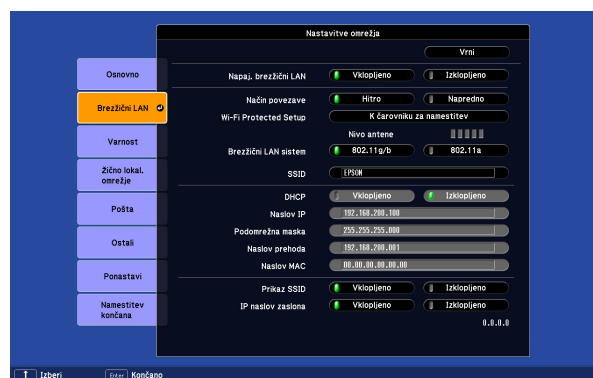 Nastavitve omrežja
Vrni
Osnovno
Brezžični LAN
Varnost
Žično lokal.
omrežje
Pošta
Ostali
Ponastavi
Namestitev
končana
Napaj. brezžični LAN Vklopljeno Izklopljeno
Način povezave Hitro Napredno
Wi-Fi Protected Setup K čarovniku za namestitev
Nivo antene
Brezžični LAN sistem 802.11g/b 802.11a
SSID EPSON
DHCP Vklopljeno Izklopljeno
Naslov IP 192.168.200.100
Podomrežna maska 255.255.255.000
Naslov prehoda 192.168.200.001
Naslov MAC 00.00.00.00.00.00
Prikaz SSID Vklopljeno Izklopljeno
IP naslov zaslona Vklopljeno Izklopljeno
0.0.0.0
Izberi Enter Končano